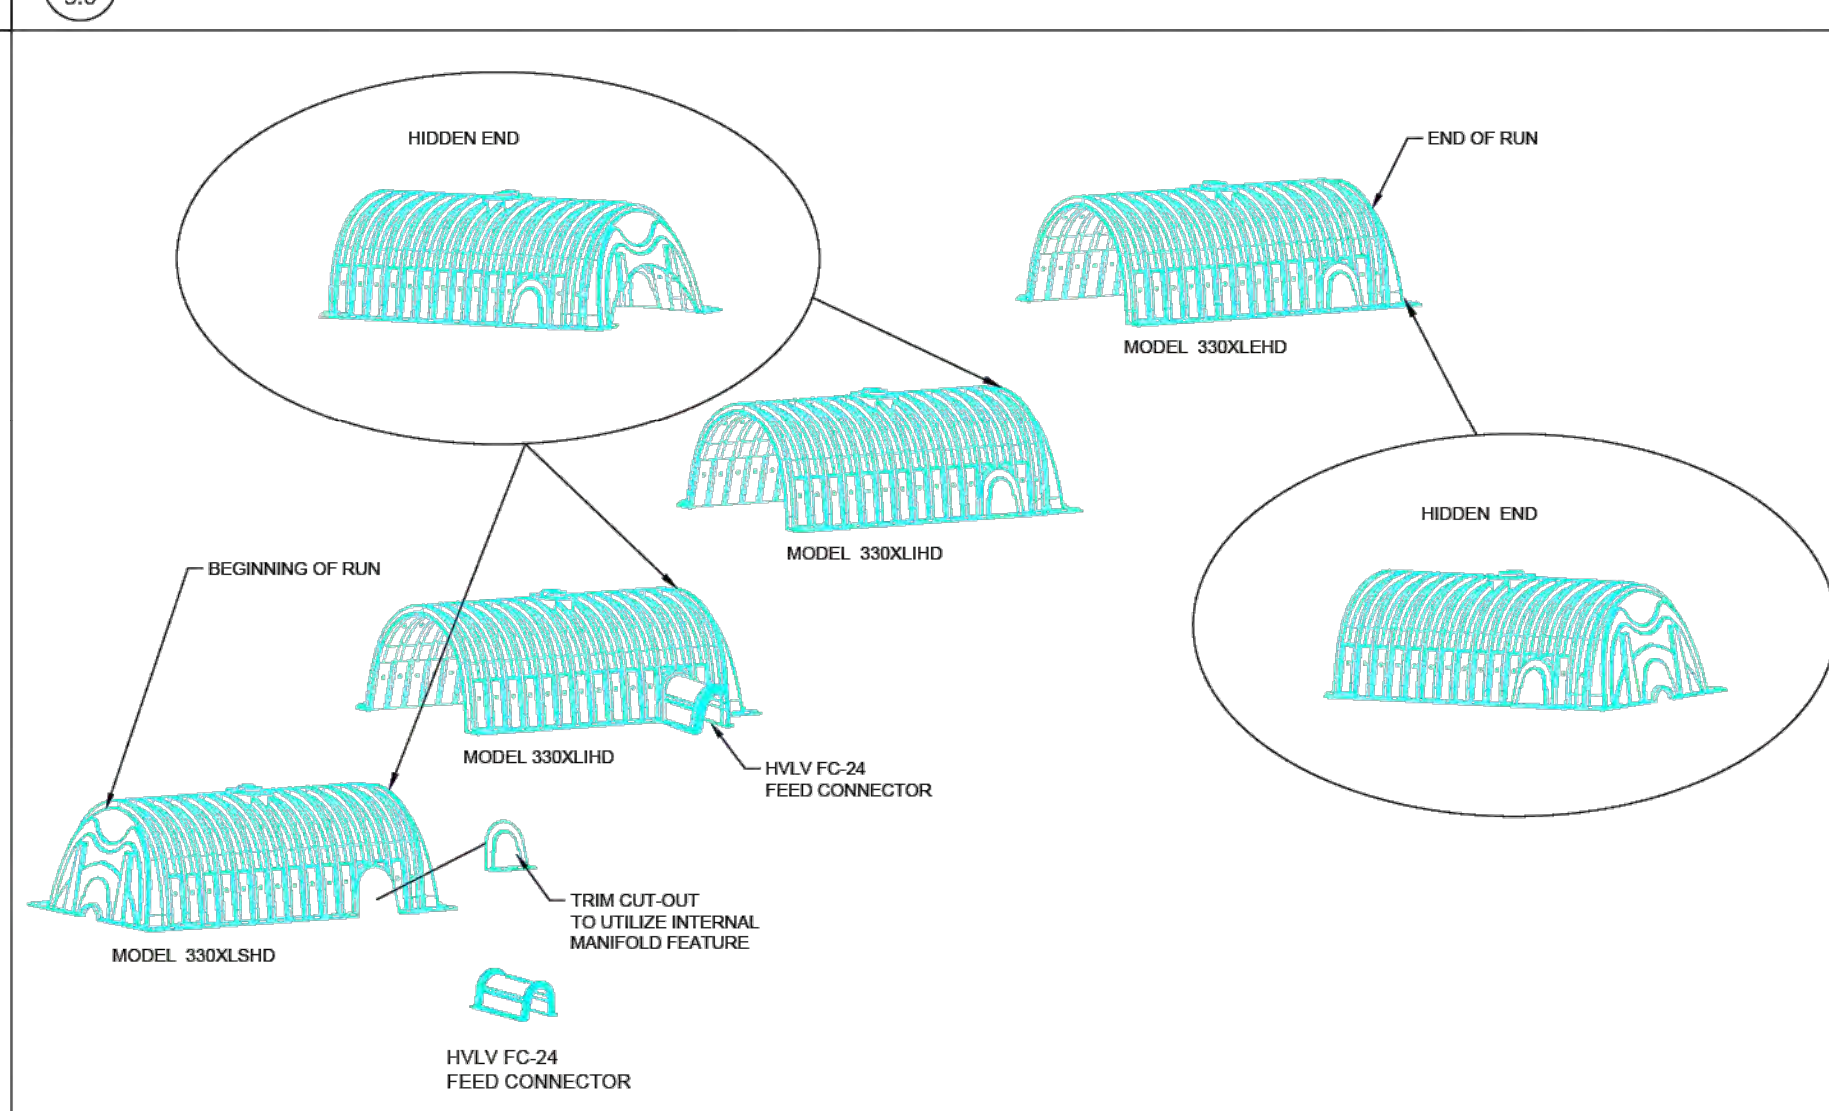 HIDDEN END
END OF RUN
MODEL 330XLEHD
HIDDEN END
MODEL 330XLIHD
BEGINNING OF RUN
MODEL 330XLIHD
HVLV FC-24
FEED CONNECTOR
TRIM CUT-OUT
TO UTILIZE INTERNAL
MANIFOLD FEATURE
MODEL 330XLSHD
HVLV FC-24
FEED CONNECTOR